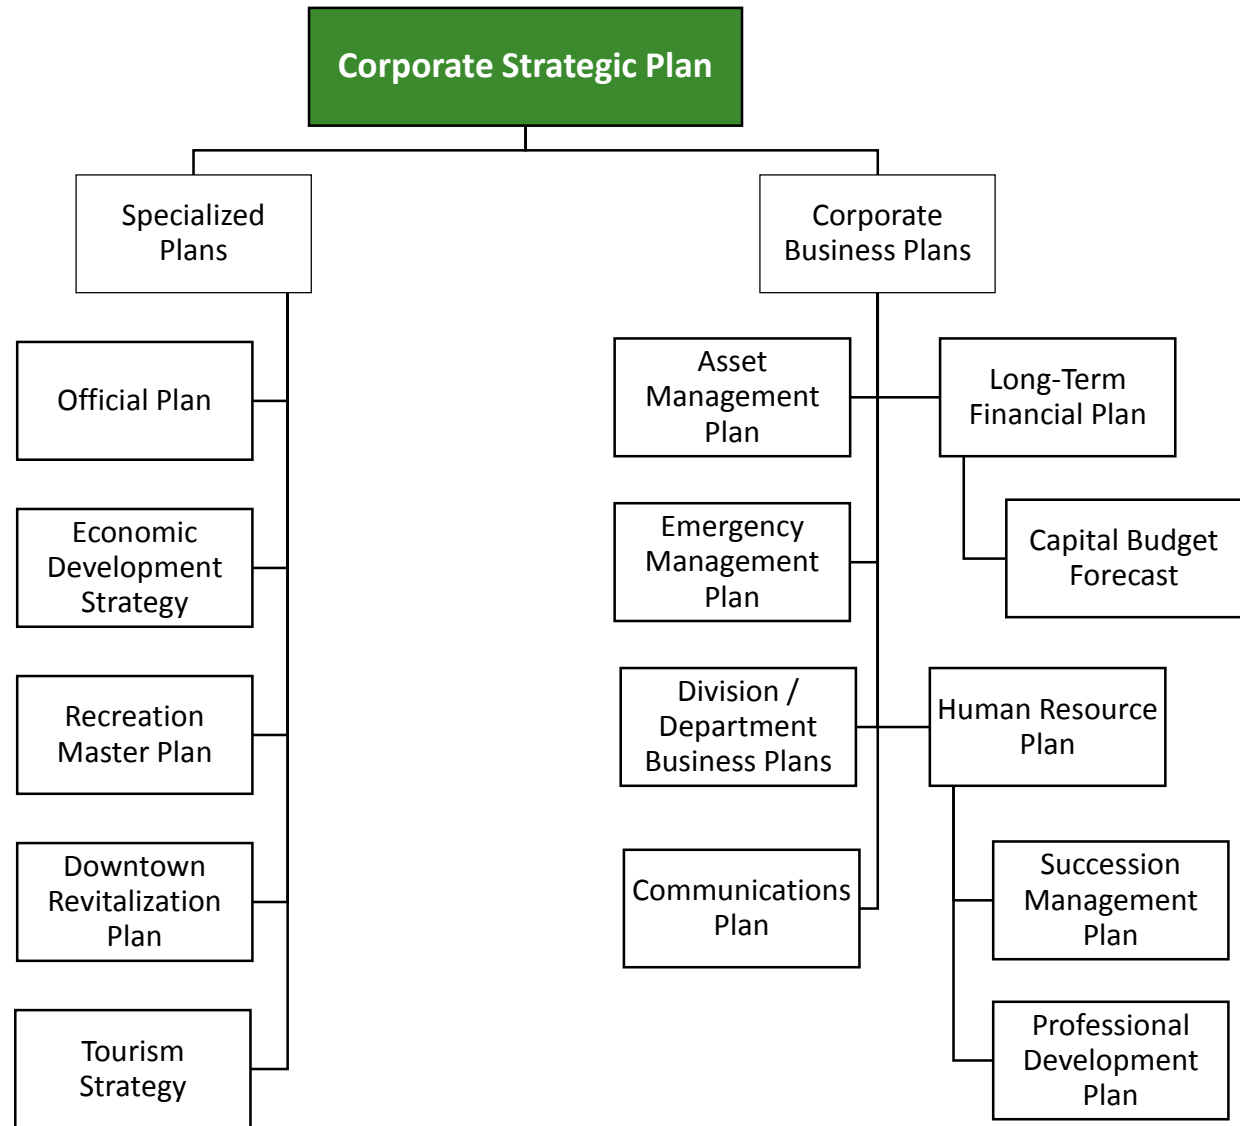 Corporate Strategic Plan
Specialized
Plans
Corporate
Business Plans
Official Plan
Economic
Development
Strategy
Recreation
Master Plan
Downtown
Revitalization
Plan
Tourism
Strategy
Asset
Management
Plan
Long-Term
Financial Plan
Capital Budget
Forecast
Emergency
Management
Plan
Division /
Department
Business Plans
Human Resource
Plan
Succession
Management
Plan
Professional
Development
Plan
Communications
Plan